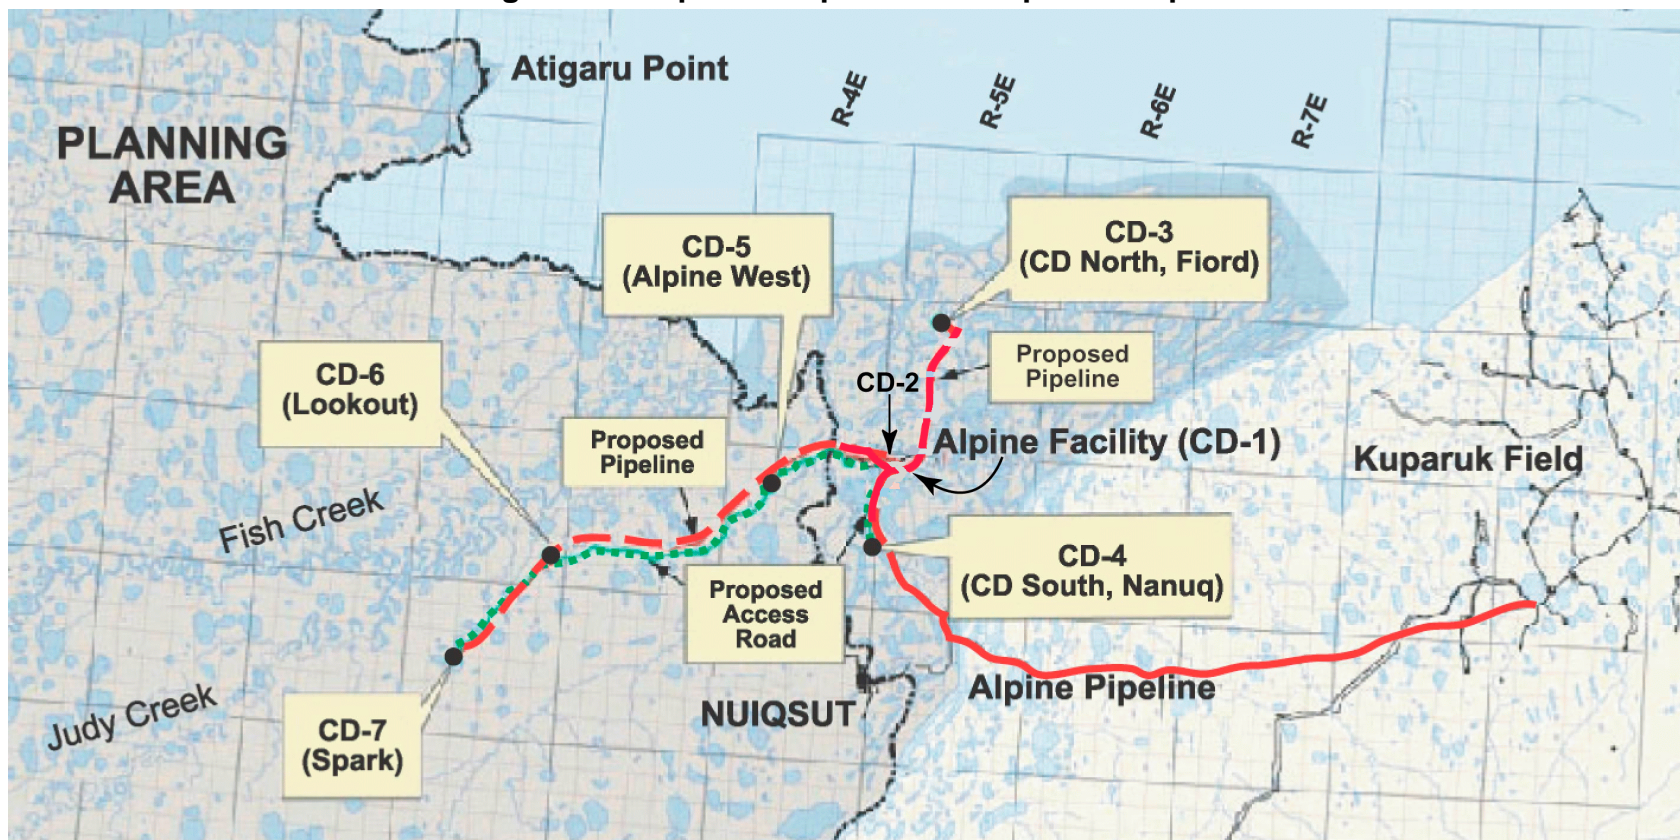 Atigaru Point
PLANNING
AREA
R-4E
R-5E
R-6E
R-7E
CD-5
(Alpine West)
CD-3
(CD North, Fiord)
CD-6
(Lookout)
Proposed
Pipeline
CD-2
Proposed
Pipeline
Alpine Facility (CD-1)
Kuparuk Field
Fish Creek
CD-4
(CD South, Nanuq)
Proposed
Access
Road
Alpine Pipeline
NUIQSUT
Judy Creek
CD-7
(Spark)